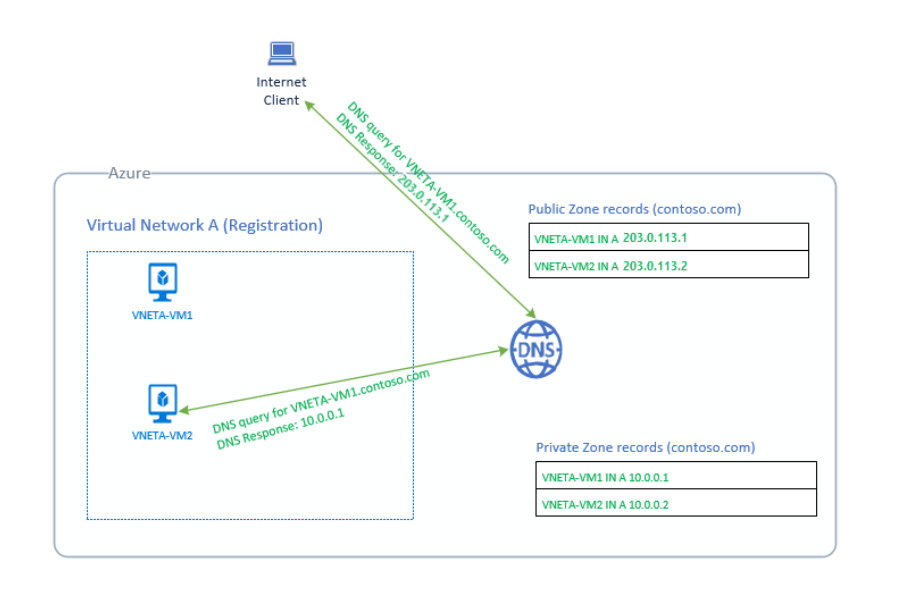 Internet
Client
DNS query for VNETA-VM1.contoso.com
DNS Response: 203.0.113.1
Azure
Virtual Network A (Registration)
Public Zone records (contoso.com)
VNETA-VM1 IN A 203.0.113.1
VNETA-VM2 IN A 203.0.113.2
VNETA-VM1
DNS
DNS query for VNETA-VM1.contoso.com
DNS Response: 10.0.0.1
VNETA-VM2
Private Zone records (contoso.com)
VNETA-VM1 IN A 10.0.0.1
VNETA-VM2 IN A 10.0.0.2